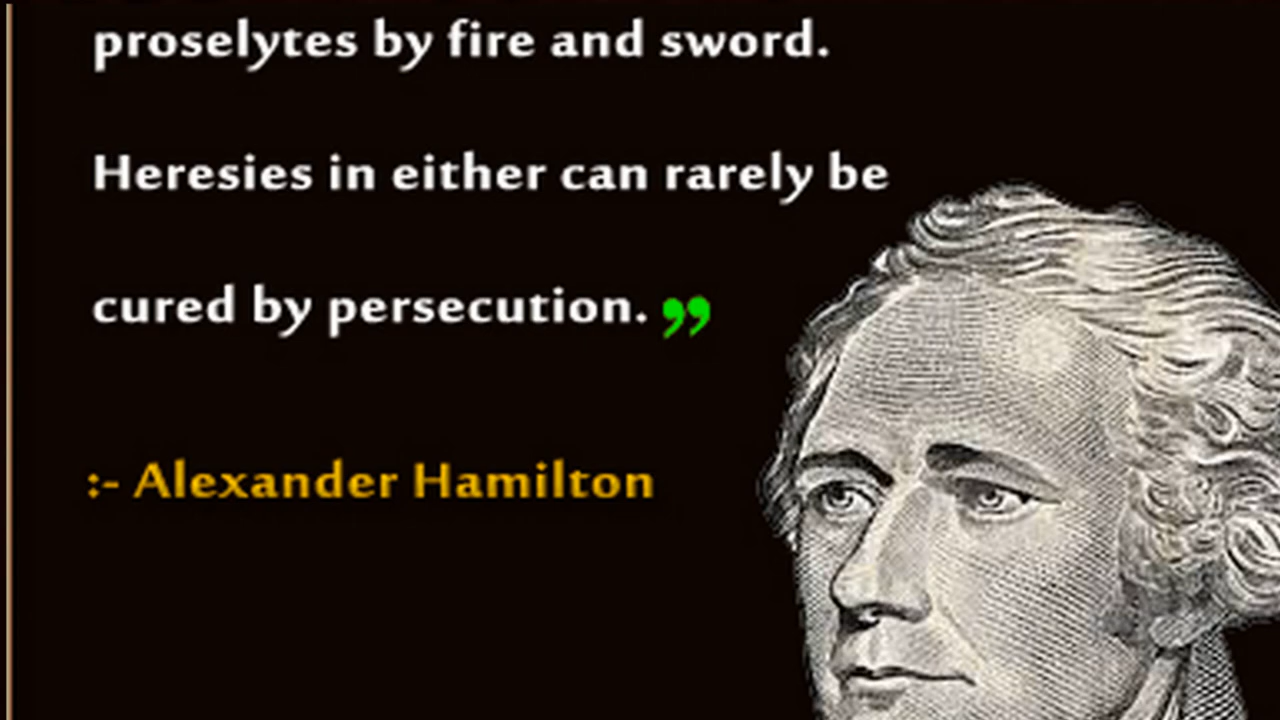 proselytes by fire and sword.
Heresies in either can rarely be
cured by persecution.”
:- Alexander Hamilton